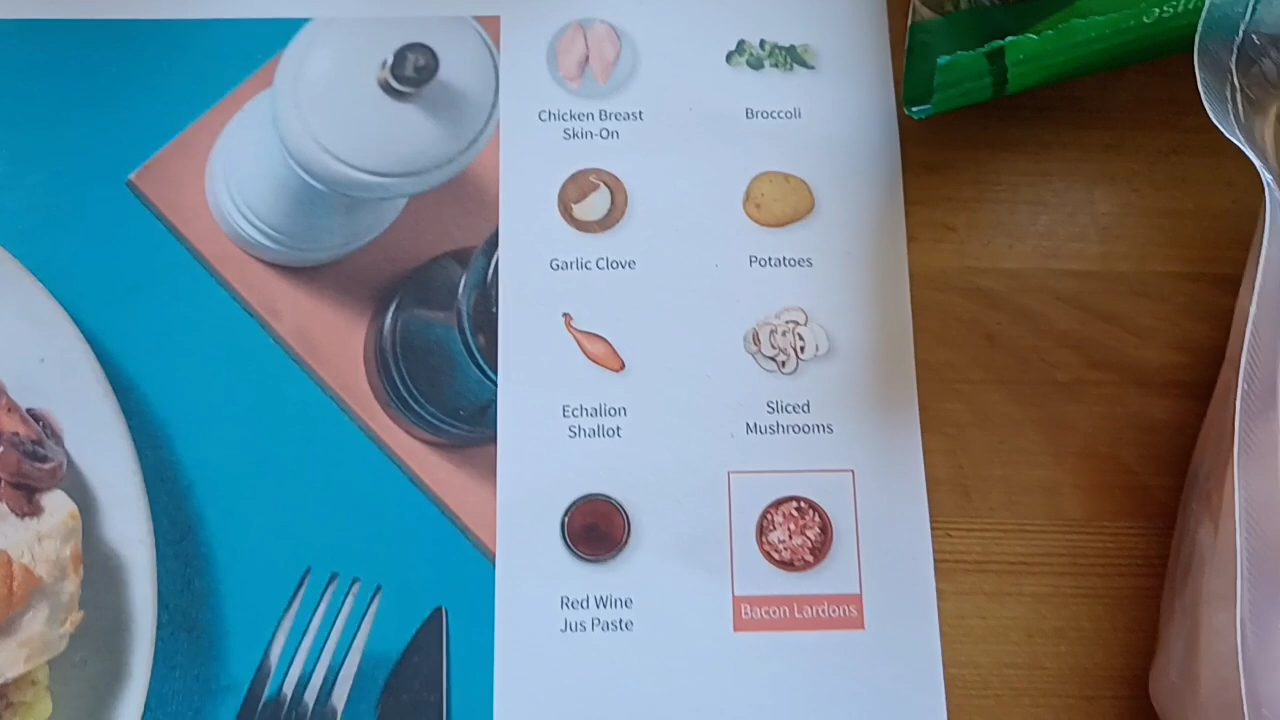 Chicken Breast
Skin-On
Broccoli
Garlic Clove
Potatoes
Echalion
Shallot
Sliced
Mushrooms
Red Wine
Jus Paste
Bacon Lardons